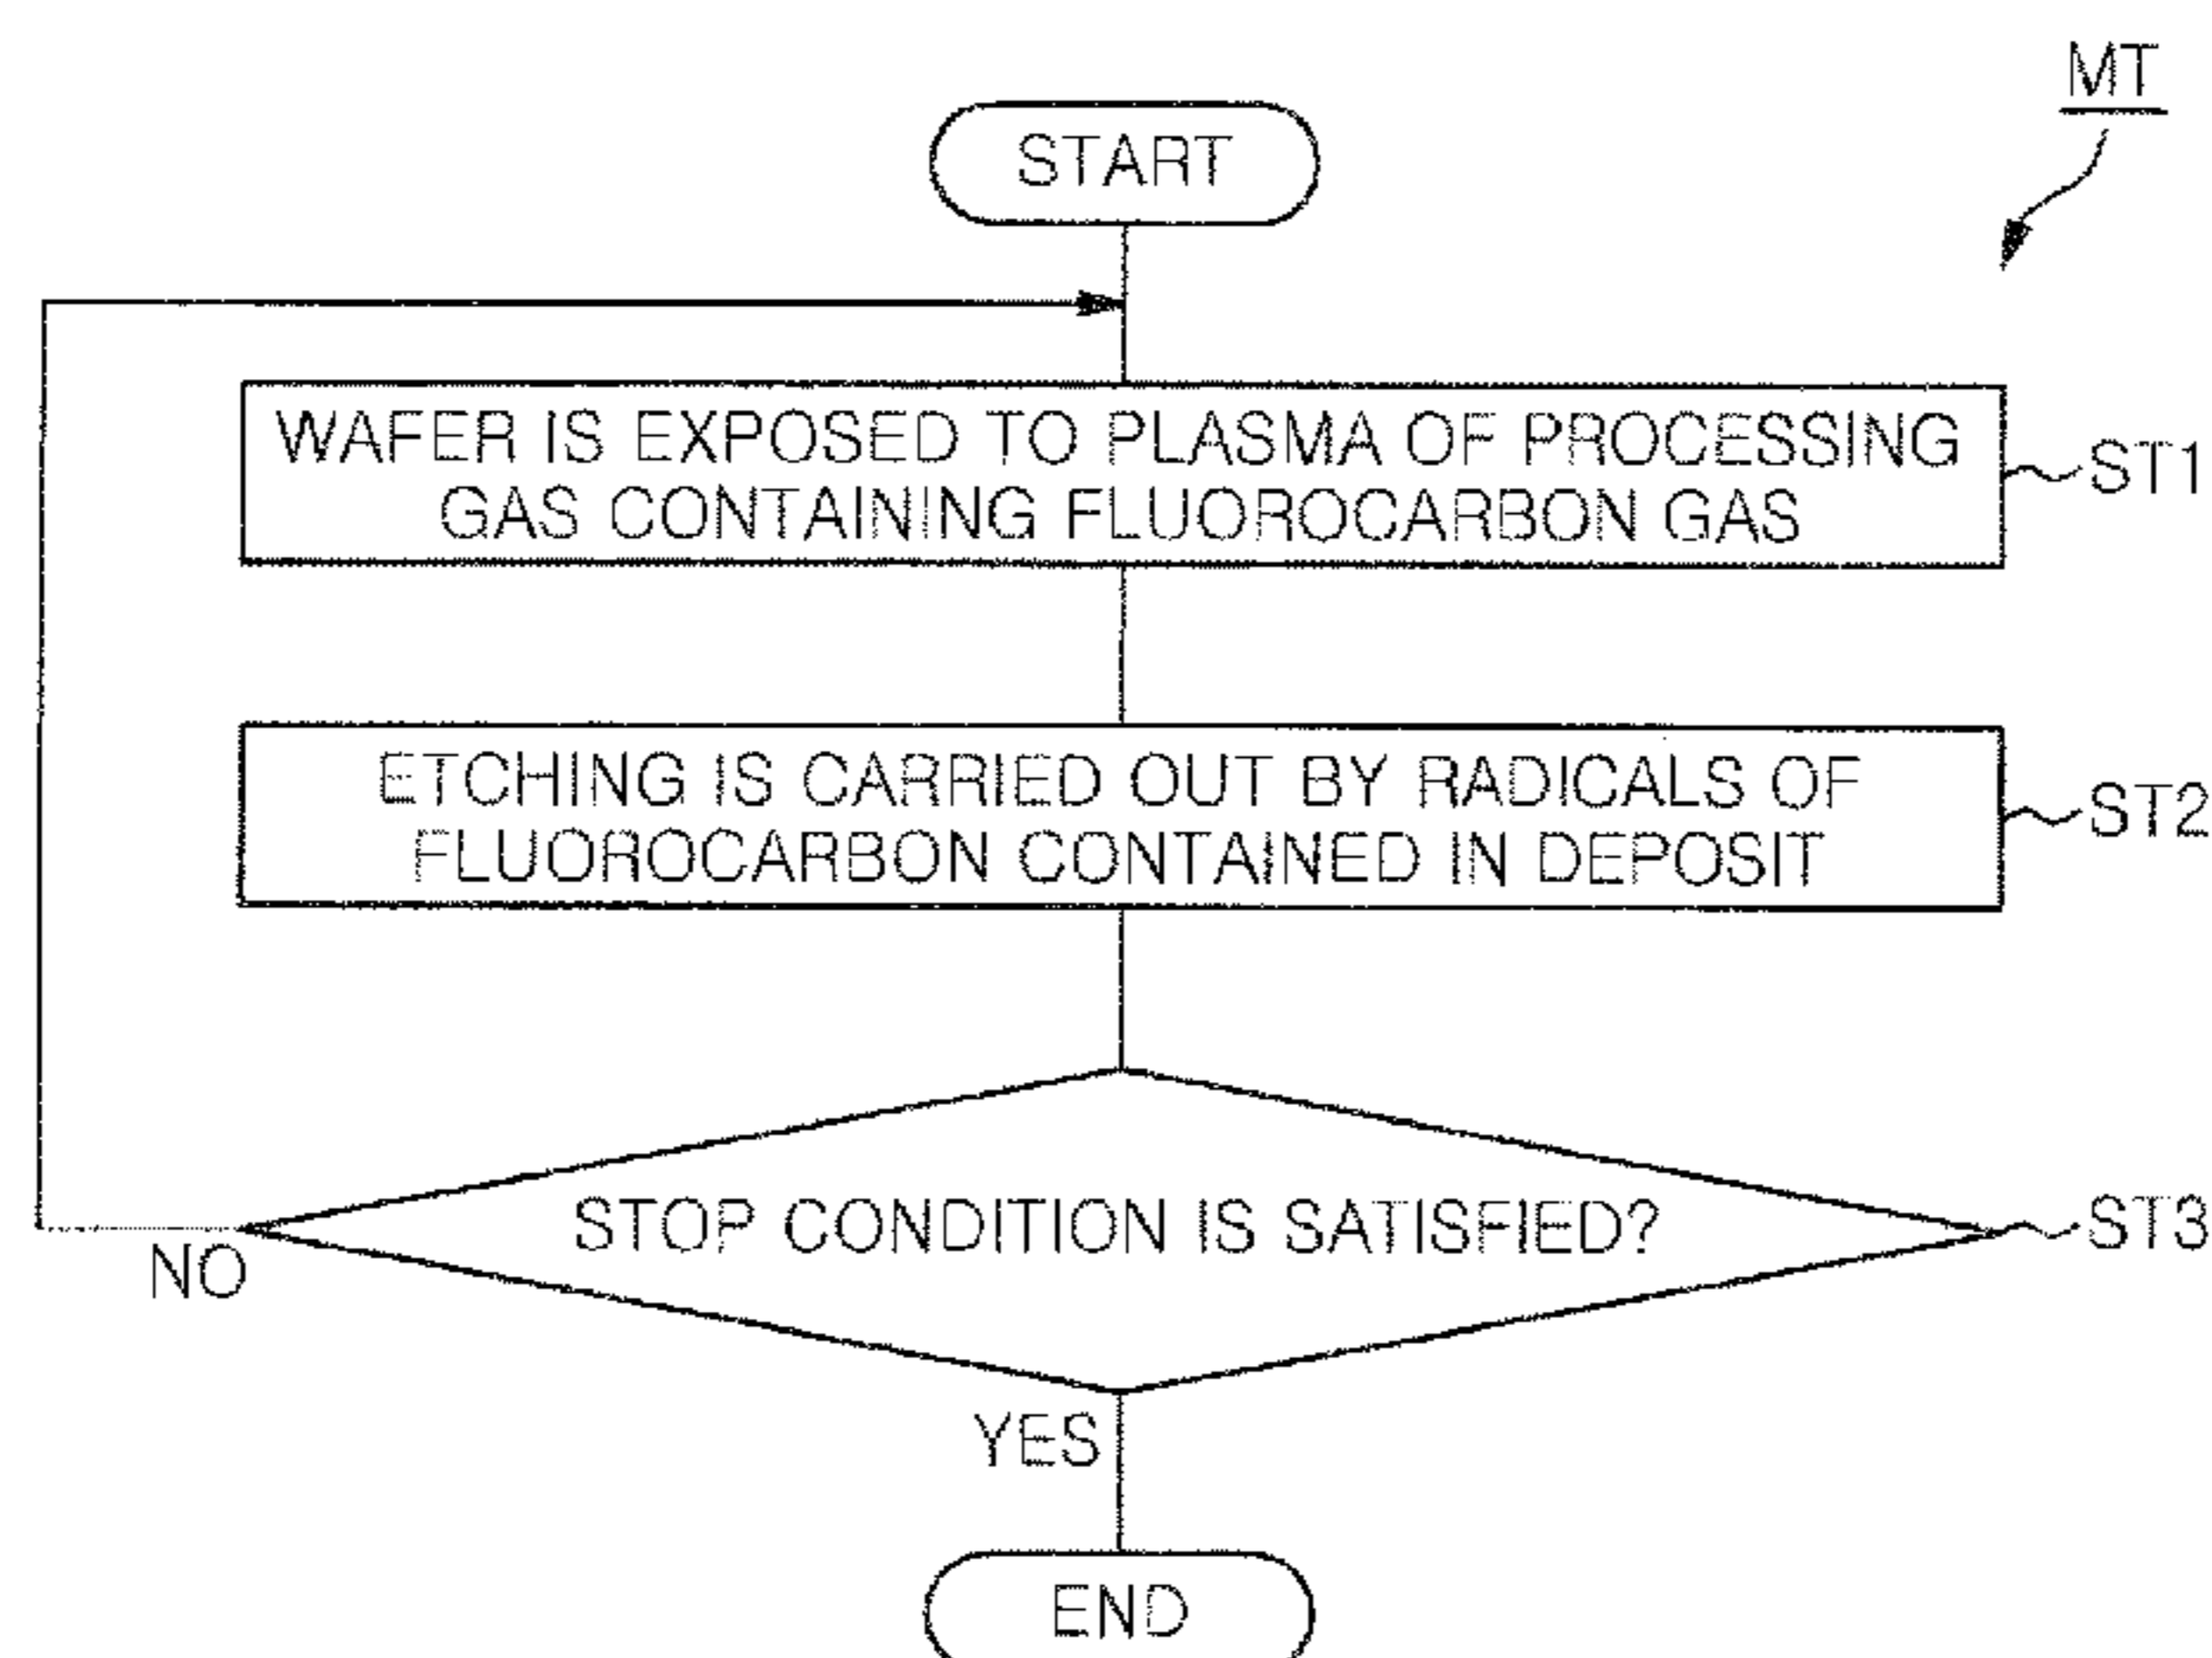 MT
START
WAFER IS EXPOSED TO PLASMA OF PROCESSING
GAS CONTAINING FLUOROCARBON GAS
ST1
ETCHING IS CARRIED OUT BY RADICALS OF
FLUOROCARBON CONTAINED IN DEPOSIT
ST2
STOP CONDITION IS SATISFIED?
ST3
NO
YES
END